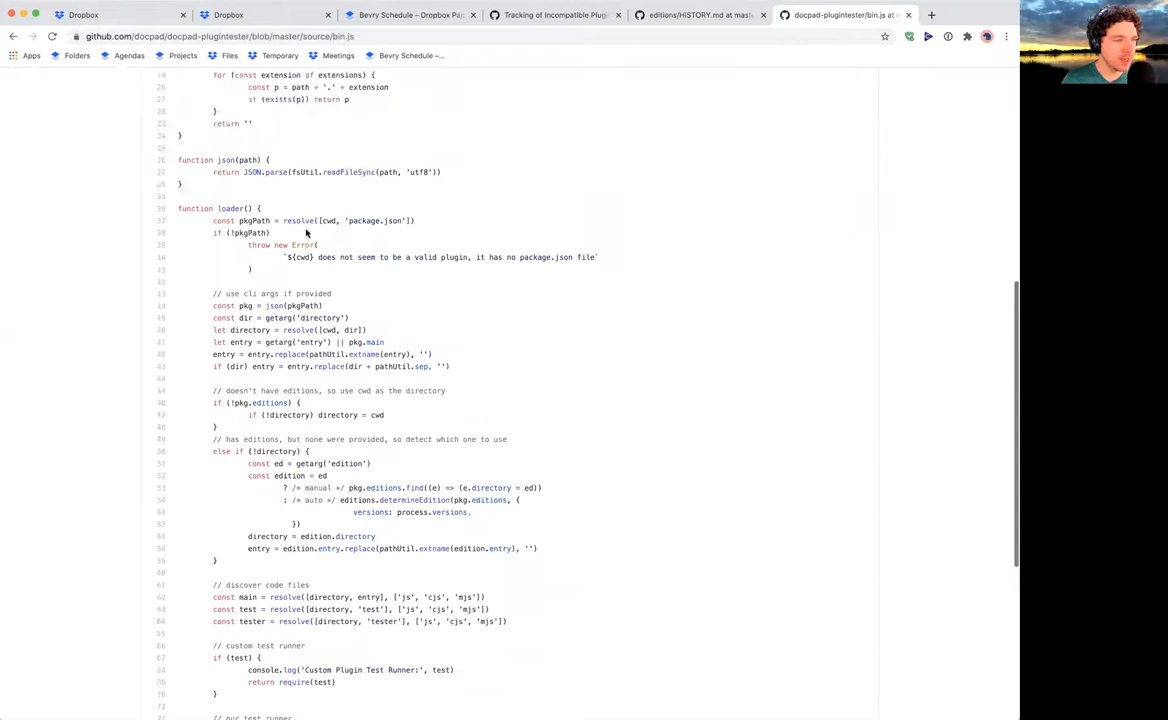 Dropbox
Dropbox
Bevry Schedule – Dropbox Pap
Tracking of Incompatible Plugi
editions/HISTORY.md at mast
docpad-plugintester/bin.js at
github.com/docpad/docpad-plugintester/blob/master/source/bin.js
Apps
Folders
Agendas
Projects
Files
Temporary
Meetings
Bevry Schedule –...
for (const extension of extensions) {
const p = path + '.' + extension
if (exists(p)) return p
}
return ''
}
function json(path) {
return JSON.parse(fsUtil.readFileSync(path, 'utf8'))
}
function loader() {
const pkgPath = resolve([cwd, 'package.json'])
if (!pkgPath)
throw new Error(
`${cwd} does not seem to be a valid plugin, it has no package.json file`
)
// use cli args if provided
const pkg = json(pkgPath)
const dir = getarg('directory')
let directory = resolve([cwd, dir])
let entry = getarg('entry') || pkg.main
entry = entry.replace(pathUtil.extname(entry), '')
if (dir) entry = entry.replace(dir + pathUtil.sep, '')
// doesn't have editions, so use cwd as the directory
if (!pkg.editions) {
if (!directory) directory = cwd
}
// has editions, but none were provided, so detect which one to use
else if (!directory) {
const ed = getarg('edition')
const edition = ed
? /* manual */ pkg.editions.find((e) => (e.directory = ed))
: /* auto */ editions.determineEdition(pkg.editions, {
versions: process.versions,
})
directory = edition.directory
entry = edition.entry.replace(pathUtil.extname(edition.entry), '')
}
// discover code files
const main = resolve([directory, entry], ['js', 'cjs', 'mjs'])
const test = resolve([directory, 'test'], ['js', 'cjs', 'mjs'])
const tester = resolve([directory, 'tester'], ['js', 'cjs', 'mjs'])
// custom test runner
if (test) {
console.log('Custom Plugin Test Runner:', test)
return require(test)
}
// our test runner